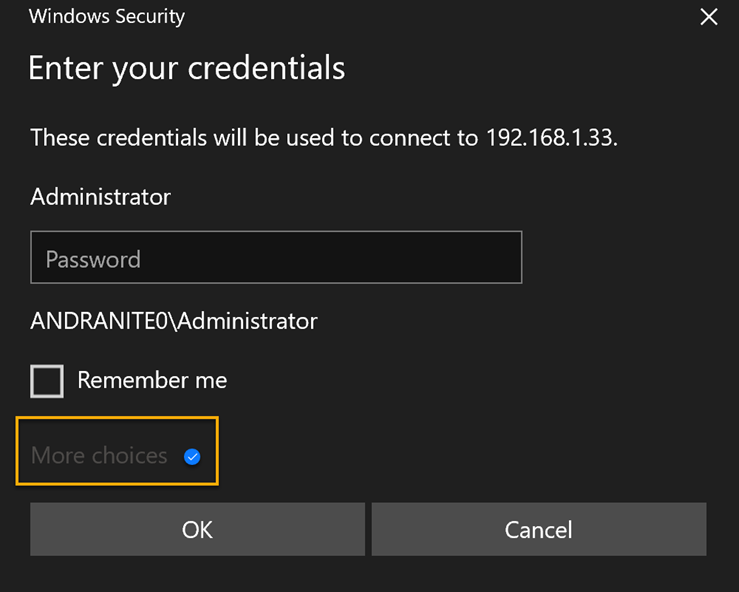 Windows Security
Enter your credentials
These credentials will be used to connect to 192.168.1.33.
Administrator
Password
ANDRANITE0\Administrator
Remember me
More choices
OK
Cancel